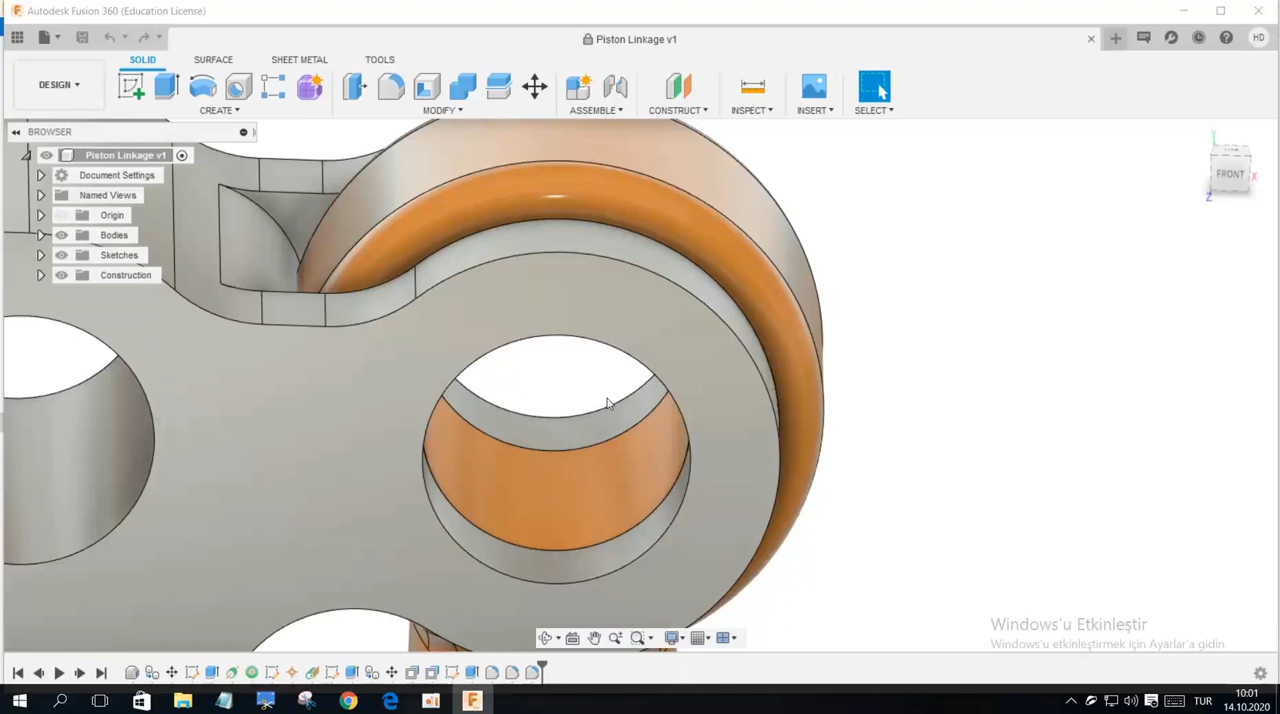 Autodesk Fusion 360 (Education License)
Piston Linkage v1
HD
SOLID SURFACE SHEET METAL TOOLS
DESIGN
CREATE MODIFY ASSEMBLE CONSTRUCT INSPECT INSERT SELECT
BROWSER
Piston Linkage v1
Document Settings
Named Views
Origin
Bodies
Sketches
Construction
Y
FRONT
X
Z
Windows'u Etkinleştir
Windows'u etkinleştirmek için Ayarlar'a gidin.
TUR
10:01
14.10.2020